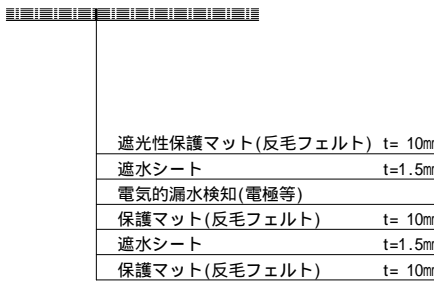 遮光性保護マット(反毛フェルト) t= 10m
遮水シート t=1.5m
電気的漏水検知(電極等)
保護マット(反毛フェルト) t= 10m
遮水シート t=1.5m
保護マット(反毛フェルト) t= 10m